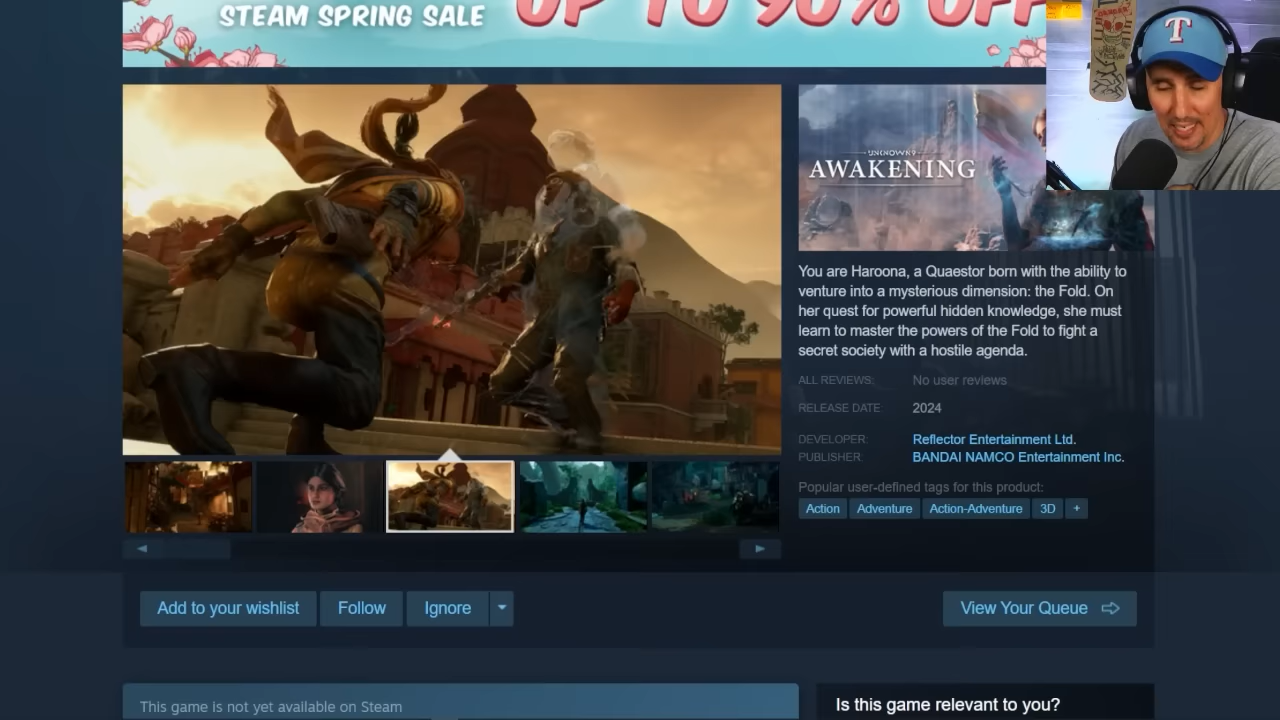 STEAM SPRING SALE
UP TO 90% OFF
UNKNOWN9
AWAKENING
T
You are Haroona, a Quaestor born with the ability to
venture into a mysterious dimension: the Fold. On
her quest for powerful hidden knowledge, she must
learn to master the powers of the Fold to fight a
secret society with a hostile agenda.
ALL REVIEWS: No user reviews
RELEASE DATE 2024
DEVELOPER: Reflector Entertainment Ltd.
PUBLISHER: BANDAI NAMCO Entertainment Inc.
Popular user-defined tags for this product:
Action Adventure Action-Adventure 3D +
Add to your wishlist Follow Ignore View Your Queue
This game is not yet available on Steam
Is this game relevant to you?